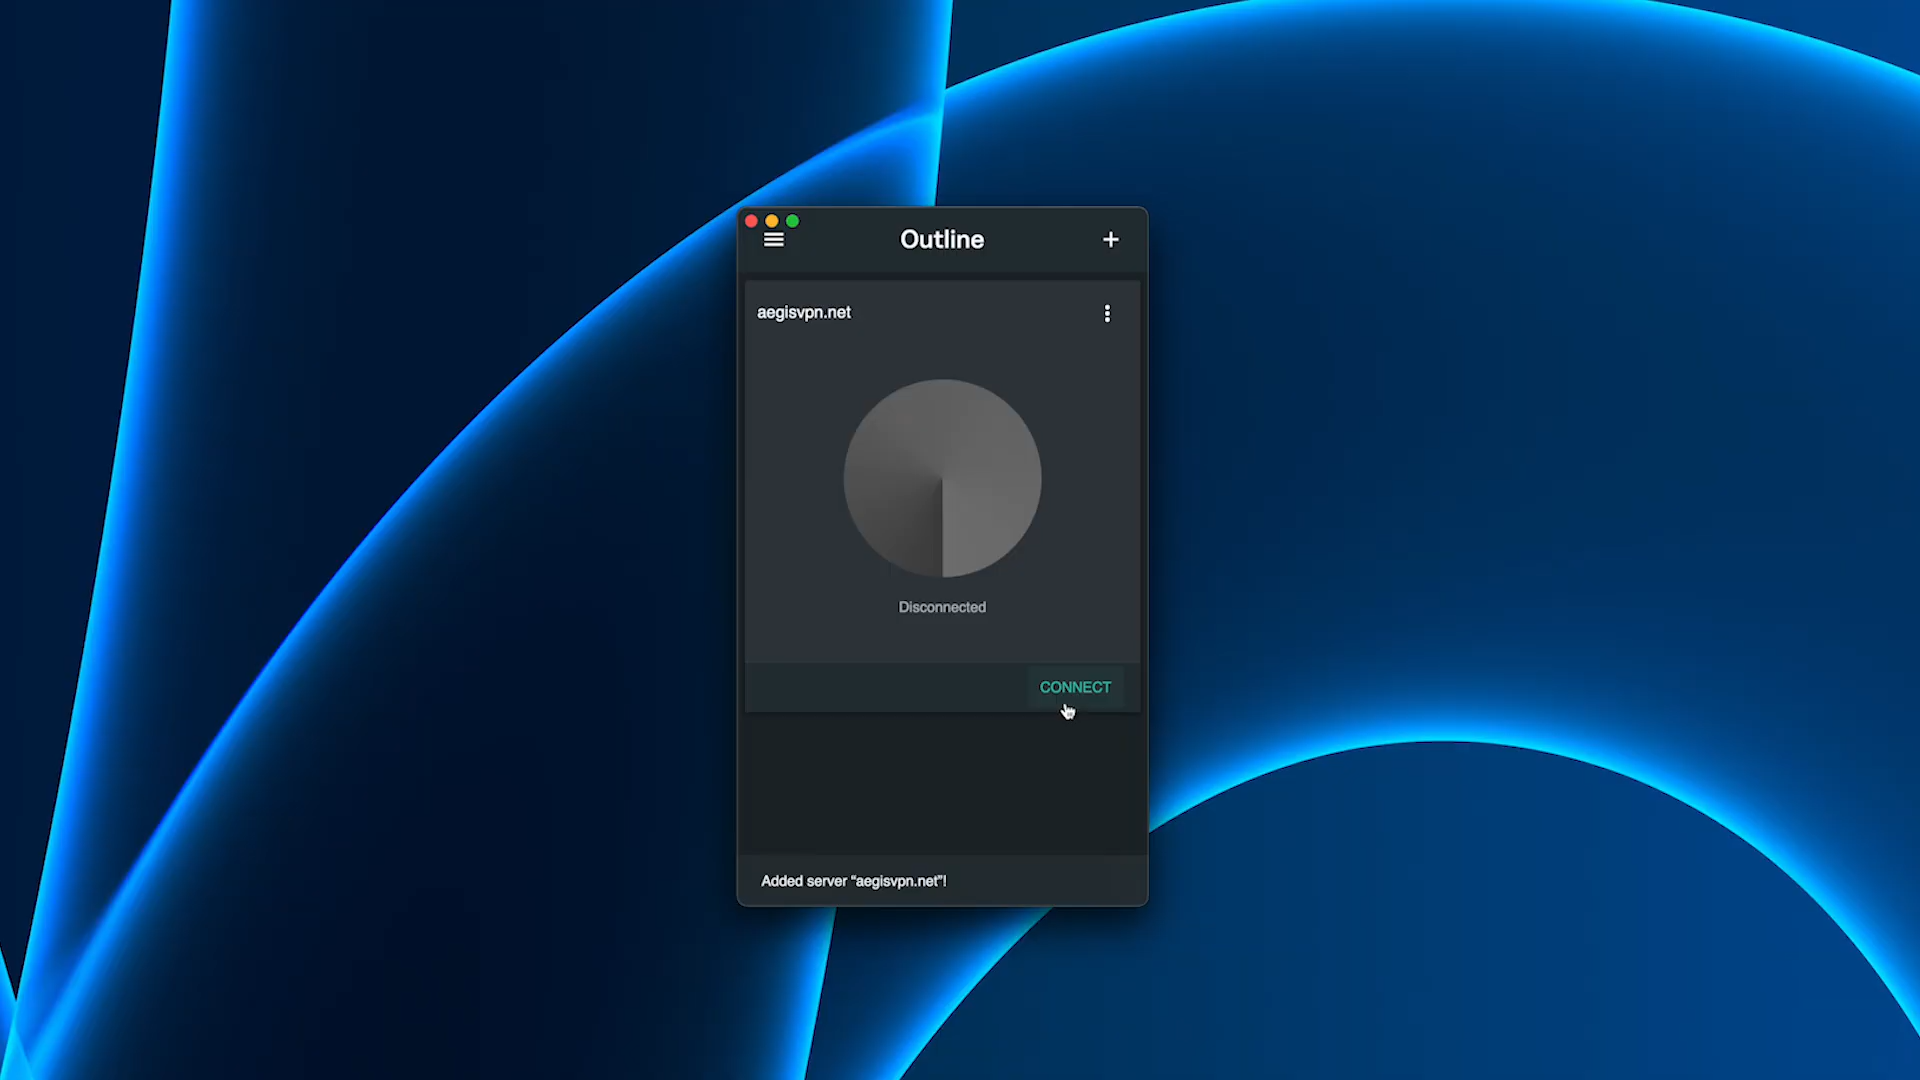 Outline
aegisvpn.net
Disconnected
CONNECT
Added server “aegisvpn.net”!